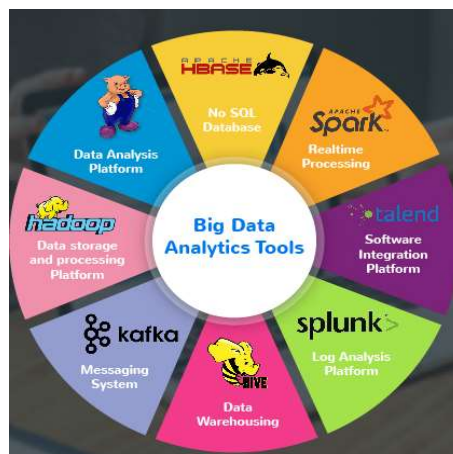 APACHE
HBASE
No SQL
Database
APACHE
Spark™
Realtime
Processing
talend
Software
Integration
Platform
splunk>
Log Analysis
Platform
HIVE
Data
Warehousing
kafka
Messaging
System
hadoop
Data storage
and processing
Platform
Data Analysis
Platform
Big Data
Analytics Tools